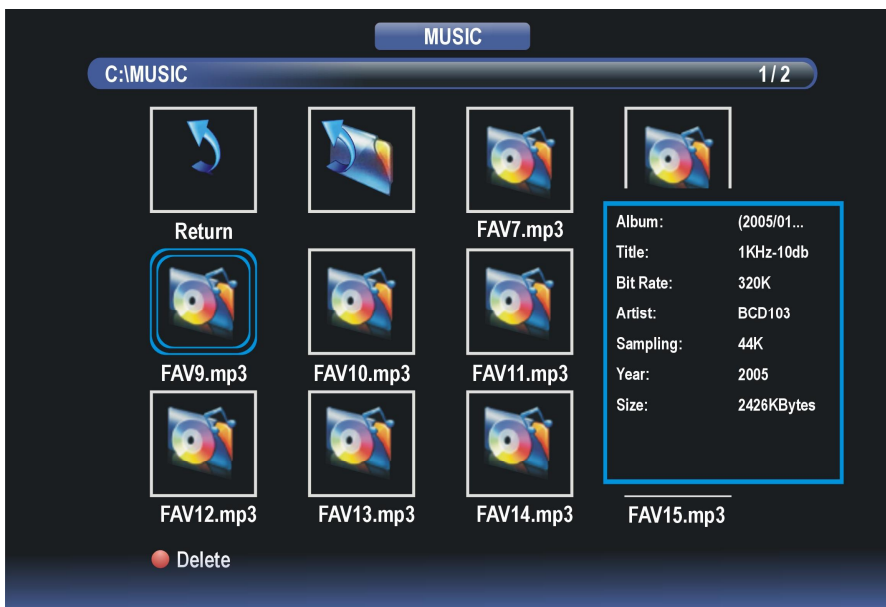 MUSIC
C:\MUSIC 1/2
Return FAV7.mp3
Album: (2005/01...
Title: 1KHz-10db
Bit Rate: 320K
Artist: BCD103
Sampling: 44K
Year: 2005
Size: 2426KBytes
FAV9.mp3 FAV10.mp3 FAV11.mp3
FAV12.mp3 FAV13.mp3 FAV14.mp3 FAV15.mp3
Delete